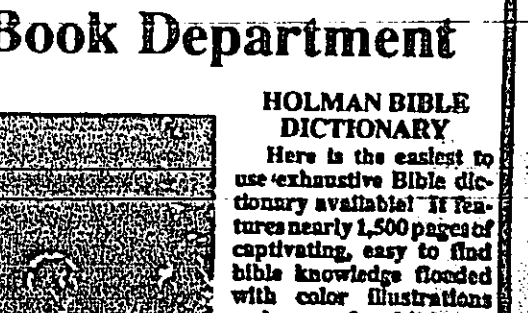 Book Department
HOLMAN BIBLE
DICTIONARY
Here is the easiest to
use exhaustive Bible dic-
tionary available! It fea-
tures nearly 1,500 pages of
captivating, easy to find
bible knowledge flooded
with color illustrations